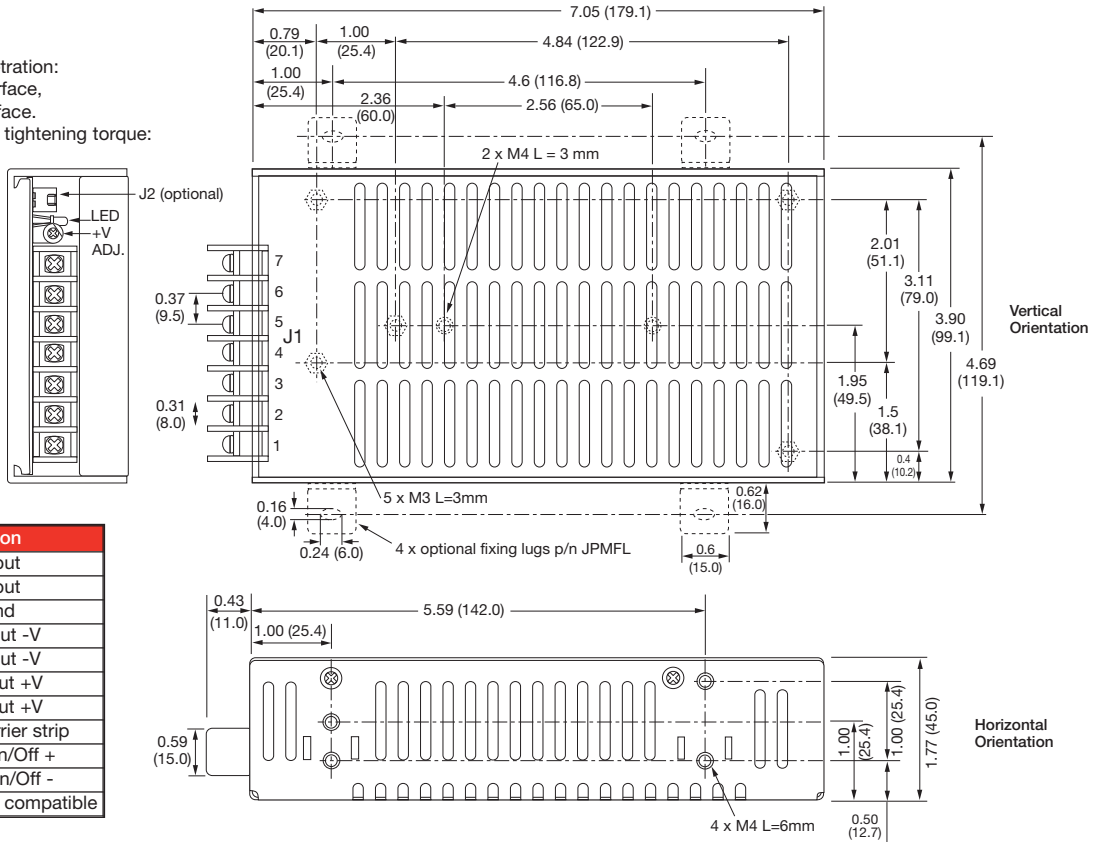 7.05 (179.1)
0.79
(20.1)
1.00
(25.4)
4.84 (122.9)
1.00
(25.4)
4.6 (116.8)
2.36
(60.0)
2.56 (65.0)
tration:
rface,
face.
tightening torque:
2 x M4 L = 3 mm
J2 (optional)
LED
+V
ADJ.
0.37
(9.5)
0.31
(8.0)
7
6
5
J1
4
3
2
1
2.01
(51.1)
3.11
(79.0)
3.90
(99.1)
4.69
(119.1)
1.95
(49.5)
1.5
(38.1)
0.4
(10.2)
Vertical
Orientation
5 x M3 L=3mm
0.16
(4.0)
0.24 (6.0)
4 x optional fixing lugs p/n JPMFL
0.62
(16.0)
0.6
(15.0)
on
out
out
nd
ut -V
ut -V
ut +V
ut +V
rier strip
n/Off +
n/Off -
compatible
0.43
(11.0)
5.59 (142.0)
1.00 (25.4)
0.59
(15.0)
1.00
(25.4)
1.00 (25.4)
1.77 (45.0)
0.50
(12.7)
Horizontal
Orientation
4 x M4 L=6mm